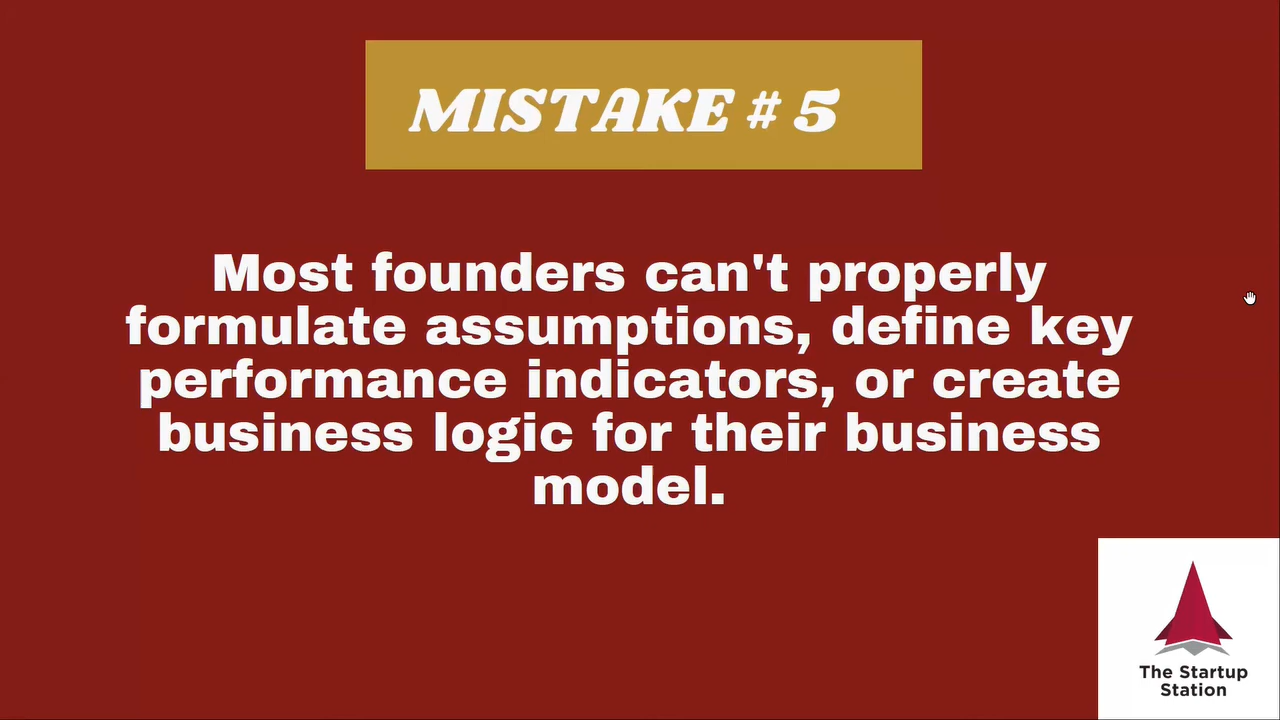 MISTAKE # 5
Most founders can't properly
formulate assumptions, define key
performance indicators, or create
business logic for their business
model.
The Startup
Station